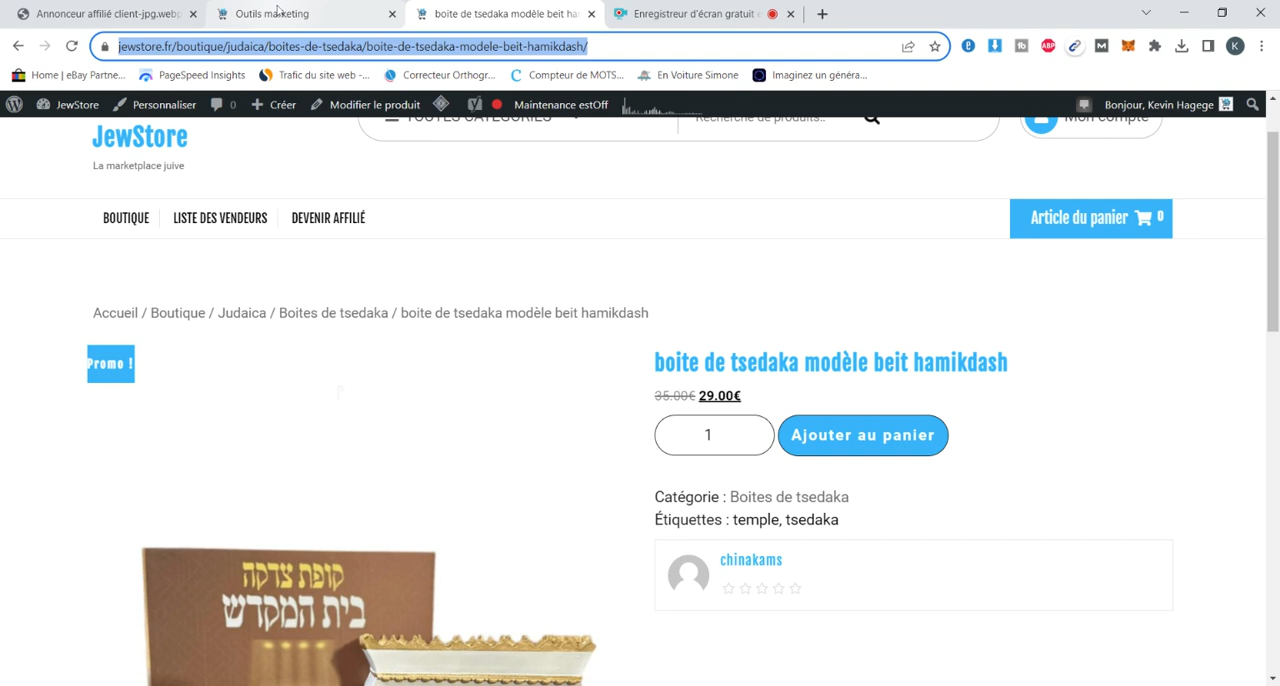 Annonceur affilié client-jpg.webp
Outils marketing
boite de tsedaka modèle beit ha
Enregistreur d'écran gratuit e
jewstore.fr/boutique/judaica/boites-de-tsedaka/boite-de-tsedaka-modele-beit-hamikdash/
Home | eBay Partne... PageSpeed Insights Trafic du site web -... Correcteur Orthogr... Compteur de MOTS... En Voiture Simone Imaginez un généra...
JewStore Personnaliser 0 Créer Modifier le produit Maintenance estOff Bonjour, Kevin Hagege
TOUTES CATÉGORIES Recherche de produits.. Mon compte
JewStore
La marketplace juive
BOUTIQUE LISTE DES VENDEURS DEVENIR AFFILIÉ Article du panier 0
Accueil / Boutique / Judaica / Boites de tsedaka / boite de tsedaka modèle beit hamikdash
Promo !
boite de tsedaka modèle beit hamikdash
35.00€ 29.00€
1 Ajouter au panier
Catégorie : Boites de tsedaka
Étiquettes : temple, tsedaka
chinakams
קופת צדקה
בית המקדש